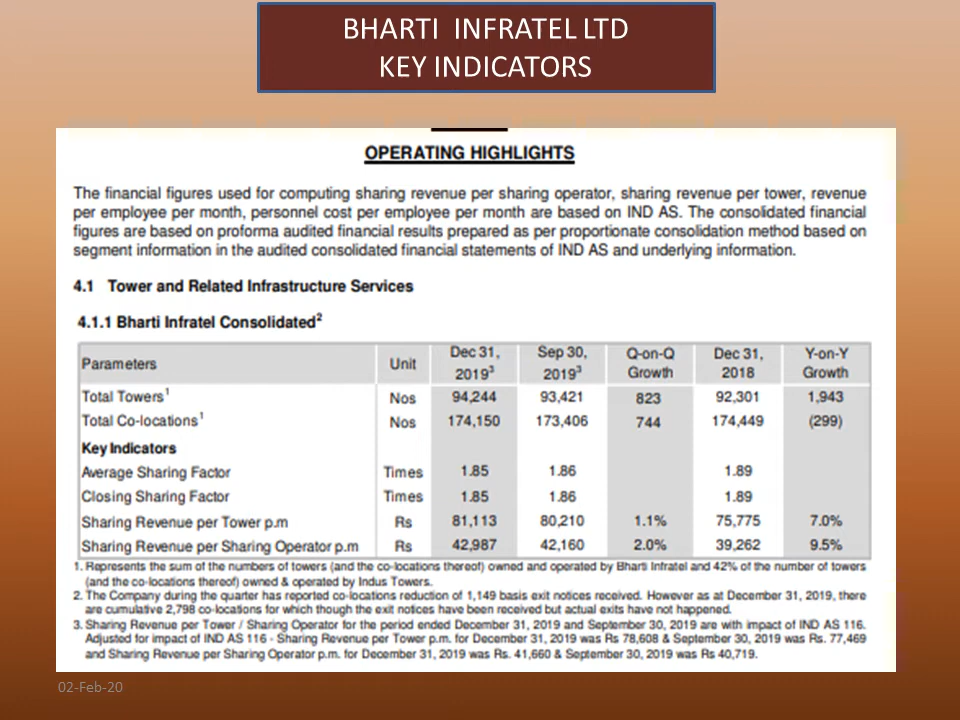 BHARTI INFRATEL LTD
KEY INDICATORS
OPERATING HIGHLIGHTS
The financial figures used for computing sharing revenue per sharing operator, sharing revenue per tower, revenue
per employee per month, personnel cost per employee per month are based on IND AS. The consolidated financial
figures are based on proforma audited financial results prepared as per proportionate consolidation method based on
segment information in the audited consolidated financial statements of IND AS and underlying information.
4.1 Tower and Related Infrastructure Services
4.1.1 Bharti Infratel Consolidated²
Parameters Unit Dec 31, 2019³ Sep 30, 2019³ Q-on-Q Growth Dec 31, 2018 Y-on-Y Growth
Total Towers¹ Nos 94,244 93,421 823 92,301 1,943
Total Co-locations¹ Nos 174,150 173,406 744 174,449 (299)
Key Indicators
Average Sharing Factor Times 1.85 1.86 1.89
Closing Sharing Factor Times 1.85 1.86 1.89
Sharing Revenue per Tower p.m Rs 81,113 80,210 1.1% 75,775 7.0%
Sharing Revenue per Sharing Operator p.m Rs 42,987 42,160 2.0% 39,262 9.5%
1. Represents the sum of the numbers of towers (and the co-locations thereof) owned and operated by Bharti Infratel and 42% of the number of towers
(and the co-locations thereof) owned & operated by Indus Towers.
2. The Company during the quarter has reported co-locations reduction of 1,149 basis exit notices received. However as at December 31, 2019, there
are cumulative 2,798 co-locations for which though the exit notices have been received but actual exits have not happened.
3. Sharing Revenue per Tower / Sharing Operator for the period ended December 31, 2019 and September 30, 2019 are with impact of IND AS 116.
Adjusted for impact of IND AS 116 - Sharing Revenue per Tower p.m. for December 31, 2019 was Rs 78,608 & September 30, 2019 was Rs. 77,469
and Sharing Revenue per Sharing Operator p.m. for December 31, 2019 was Rs. 41,660 & September 30, 2019 was Rs 40,719.
02-Feb-20